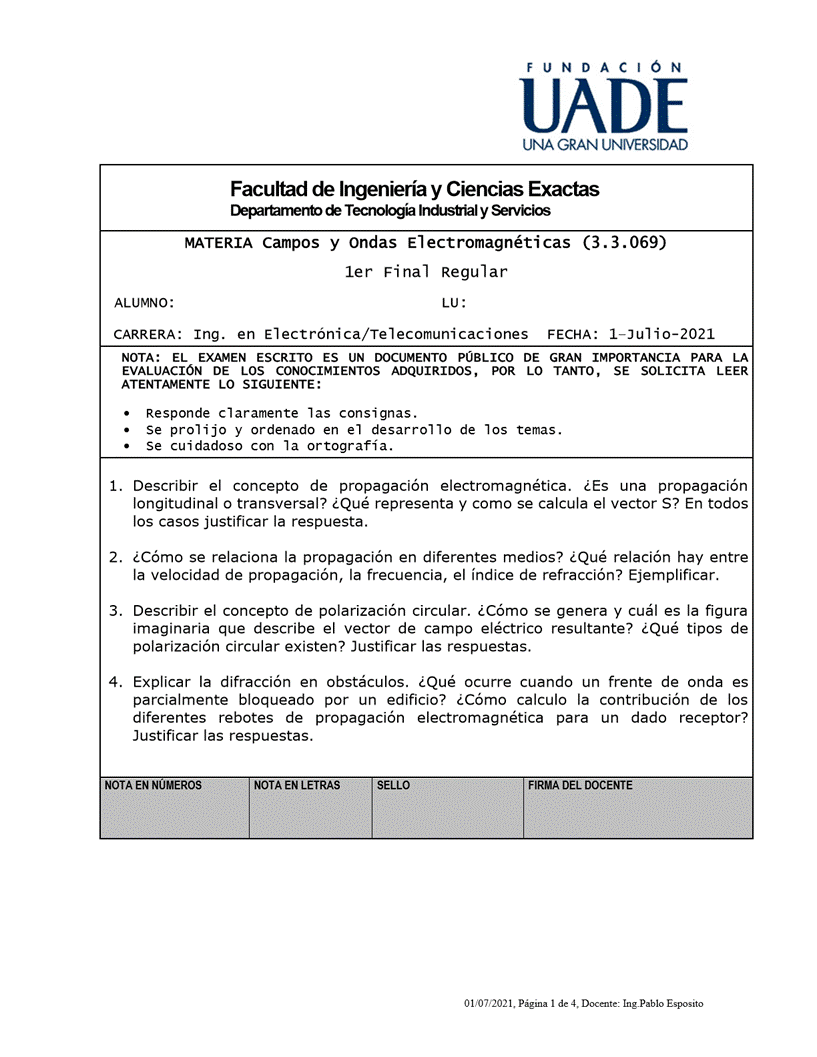 FUNDACIÓN
UADE
UNA GRAN UNIVERSIDAD
Facultad de Ingeniería y Ciencias Exactas
Departamento de Tecnología Industrial y Servicios
MATERIA Campos y Ondas Electromagnéticas (3.3.069)
1er Final Regular
ALUMNO: LU:
CARRERA: Ing. en Electrónica/Telecomunicaciones FECHA: 1–Julio-2021
NOTA: EL EXAMEN ESCRITO ES UN DOCUMENTO PÚBLICO DE GRAN IMPORTANCIA PARA LA
EVALUACIÓN DE LOS CONOCIMIENTOS ADQUIRIDOS, POR LO TANTO, SE SOLICITA LEER
ATENTAMENTE LO SIGUIENTE:
• Responde claramente las consignas.
• Se prolijo y ordenado en el desarrollo de los temas.
• Se cuidadoso con la ortografía.
1. Describir el concepto de propagación electromagnética. ¿Es una propagación
longitudinal o transversal? ¿Qué representa y como se calcula el vector S? En todos
los casos justificar la respuesta.
2. ¿Cómo se relaciona la propagación en diferentes medios? ¿Qué relación hay entre
la velocidad de propagación, la frecuencia, el índice de refracción? Ejemplificar.
3. Describir el concepto de polarización circular. ¿Cómo se genera y cuál es la figura
imaginaria que describe el vector de campo eléctrico resultante? ¿Qué tipos de
polarización circular existen? Justificar las respuestas.
4. Explicar la difracción en obstáculos. ¿Qué ocurre cuando un frente de onda es
parcialmente bloqueado por un edificio? ¿Cómo calculo la contribución de los
diferentes rebotes de propagación electromagnética para un dado receptor?
Justificar las respuestas.
NOTA EN NÚMEROS NOTA EN LETRAS SELLO FIRMA DEL DOCENTE
01/07/2021, Página 1 de 4, Docente: Ing.Pablo Esposito